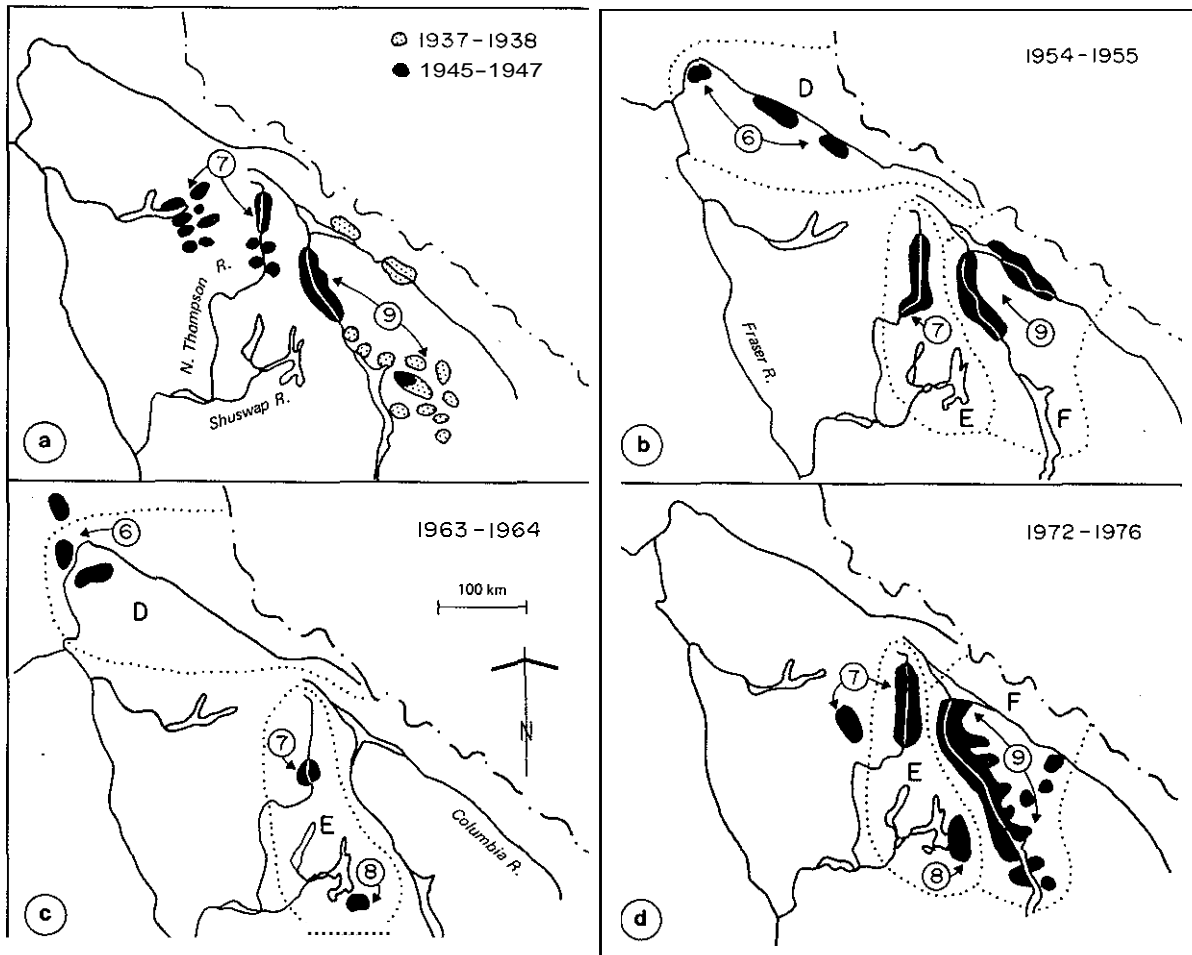 1937-1938
1945-1947
7
9
N. Thompson R.
Shuswap R.
a
1954-1955
D
6
7
9
Fraser R.
E
F
b
1963-1964
6
D
100 km
N
7
E
8
Columbia R.
c
1972-1976
7
F
9
E
8
d